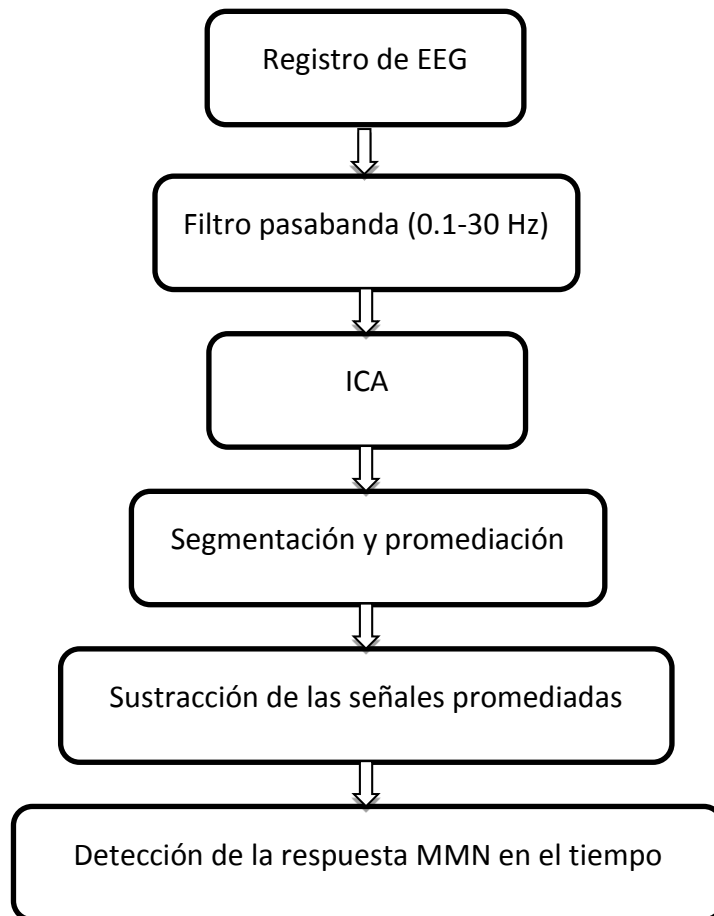 Registro de EEG
Filtro pasabanda (0.1-30 Hz)
ICA
Segmentación y promediación
Sustracción de las señales promediadas
Detección de la respuesta MMN en el tiempo